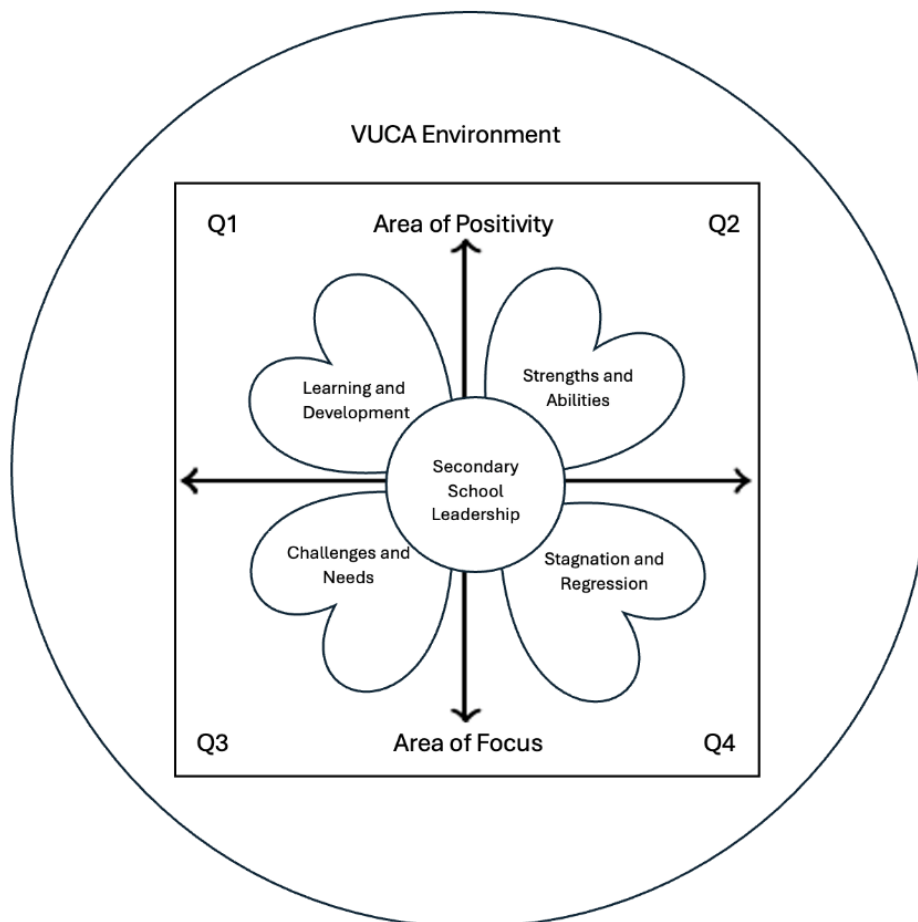 VUCA Environment
Q1
Area of Positivity
Q2
Learning and
Development
Strengths and
Abilities
Secondary
School
Leadership
Challenges and
Needs
Stagnation and
Regression
Q3
Area of Focus
Q4